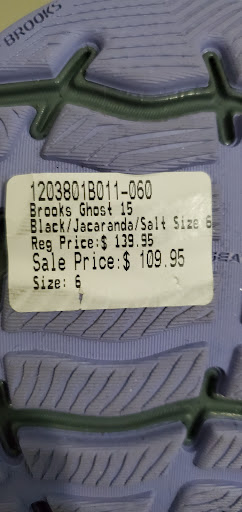 BROOKS
1203801B011-060
Brooks Ghost 15
Black/Jacaranda/Salt Size 6
Reg Price:$ 139.95
Sale Price:$ 109.95
Size: 6